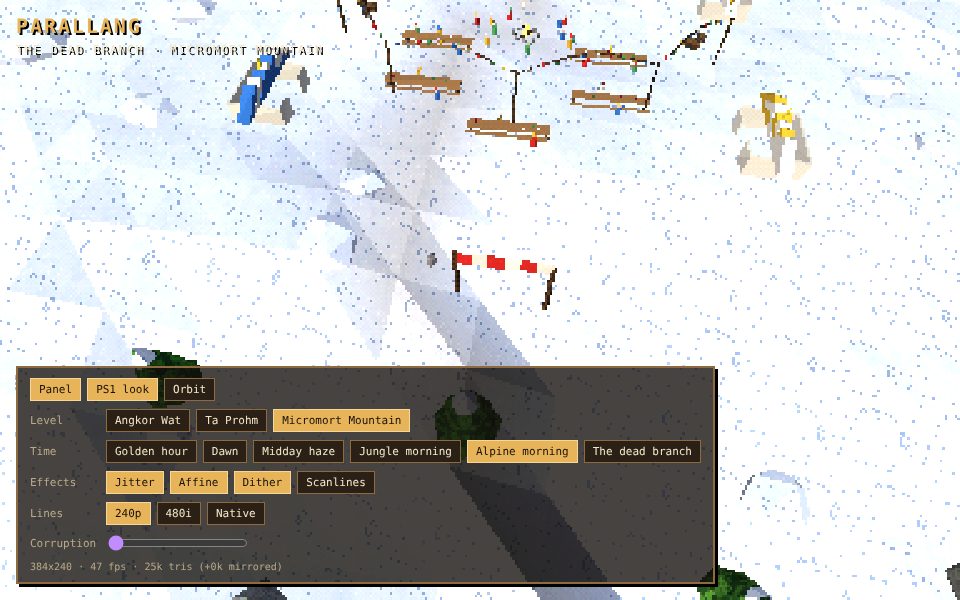 PARALLANG
THE DEAD BRANCH · MICROMORT MOUNTAIN
Panel PS1 look Orbit
Level Angkor Wat Ta Prohm Micromort Mountain
Time Golden hour Dawn Midday haze Jungle morning Alpine morning The dead branch
Effects Jitter Affine Dither Scanlines
Lines 240p 480i Native
Corruption
384x240 · 47 fps · 25k tris (+0k mirrored)